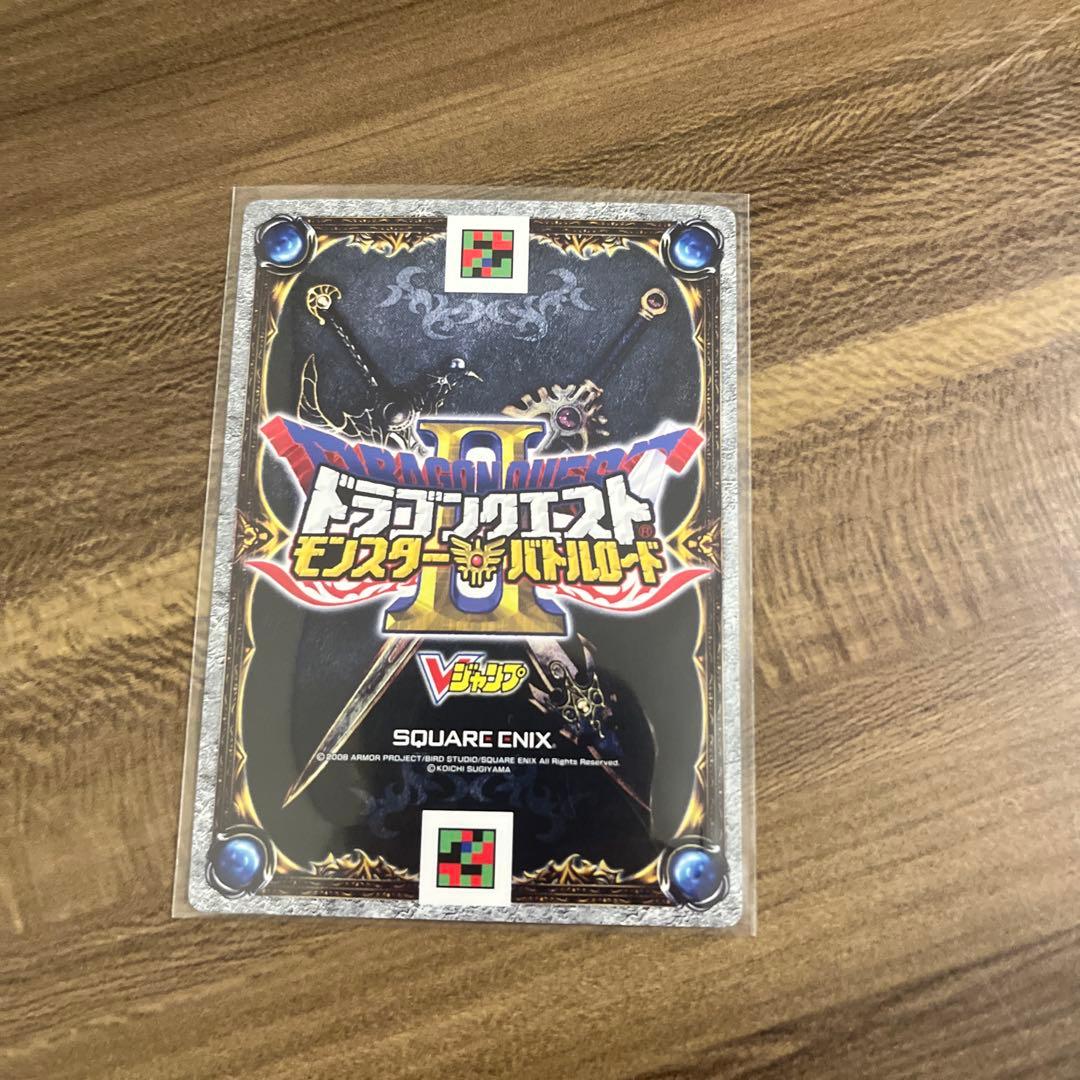 DRAGON QUEST
II
ドラゴンクエスト®
モンスター バトルロード
Vジャンプ
SQUARE ENIX®
©2008 ARMOR PROJECT/BIRD STUDIO/SQUARE ENIX All Rights Reserved.
©KOICHI SUGIYAMA